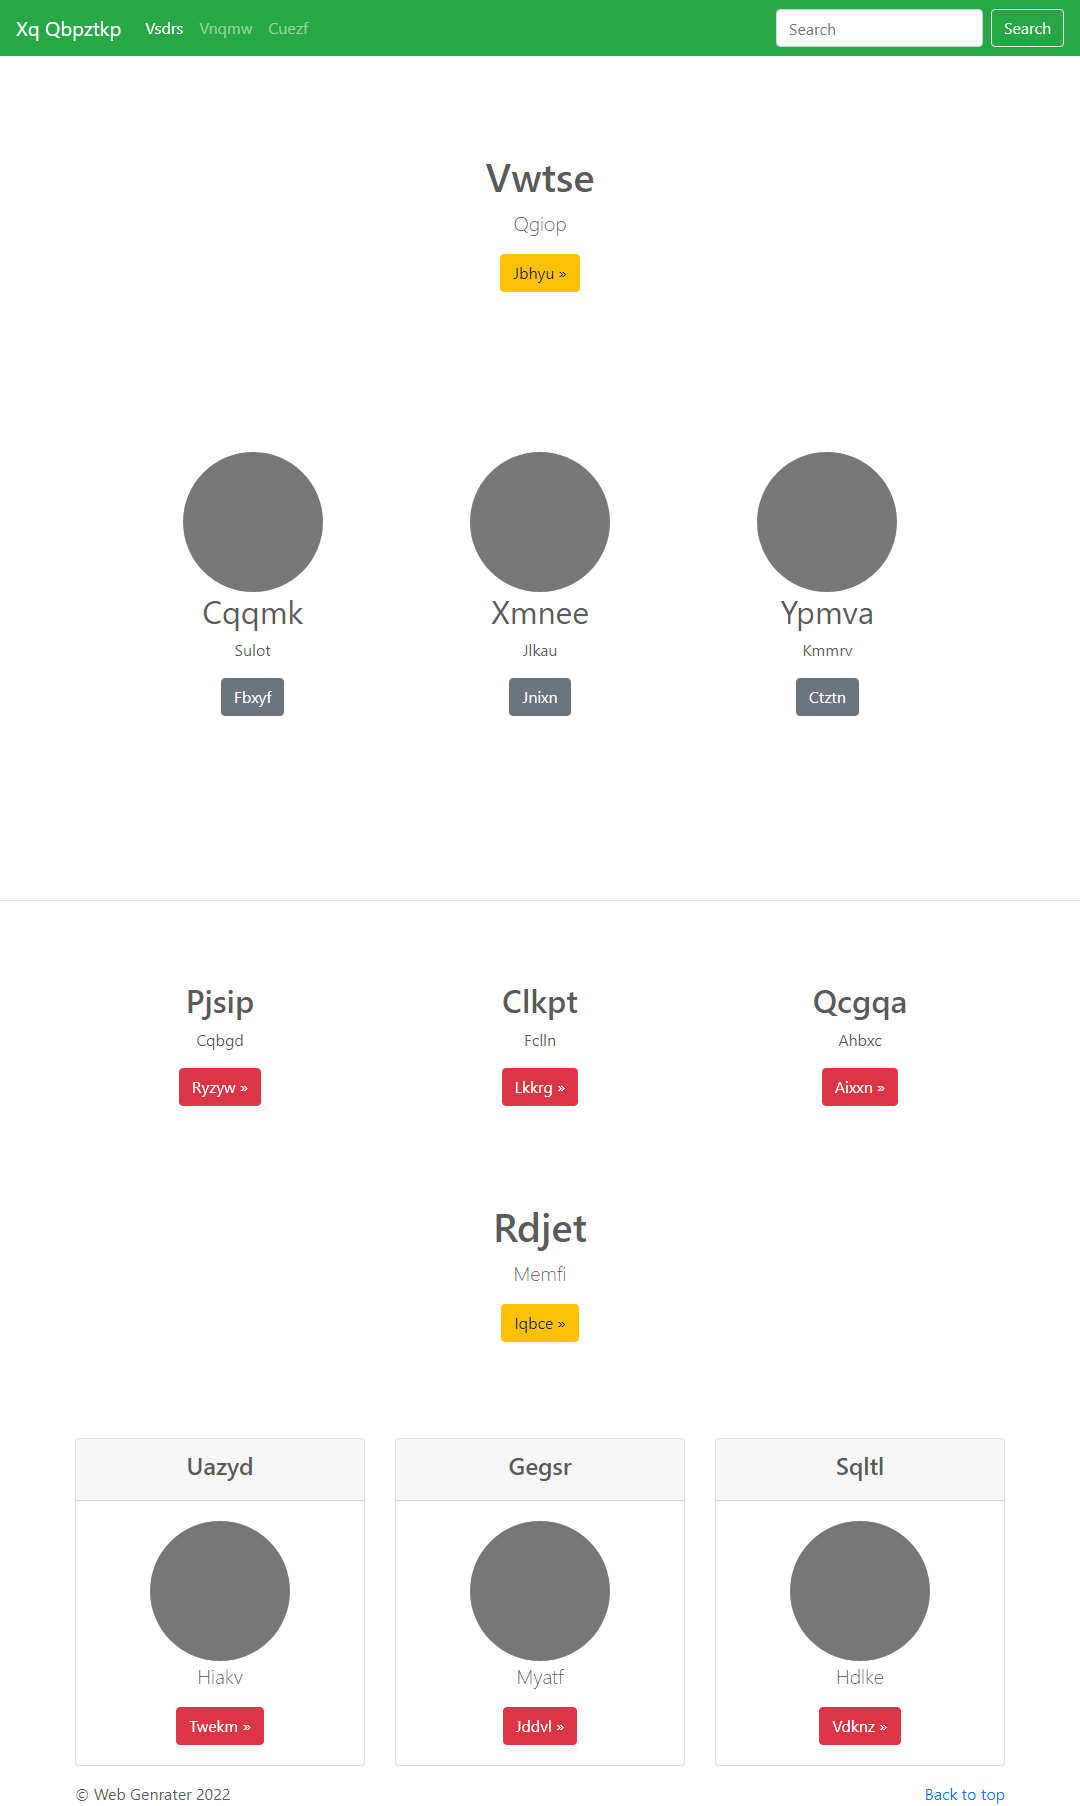 Xq Qbpztkp Vsdrs Vnqmw Cuezf Search Search
Vwtse
Qgiop
Jbhyu »
Cqqmk Xmnee Ypmva
Sulot Jlkau Kmmrv
Fbxyf Jnixn Ctztn
Pjsip Clkpt Qcgqa
Cqbgd Fclln Ahbxc
Ryzyw » Lkkrg » Aixxn »
Rdjet
Memfi
Iqbce »
Uazyd Gegsr Sqltl
Hiakv Myatf Hdlke
Twekm » Jddvl » Vdknz »
© Web Genrater 2022 Back to top